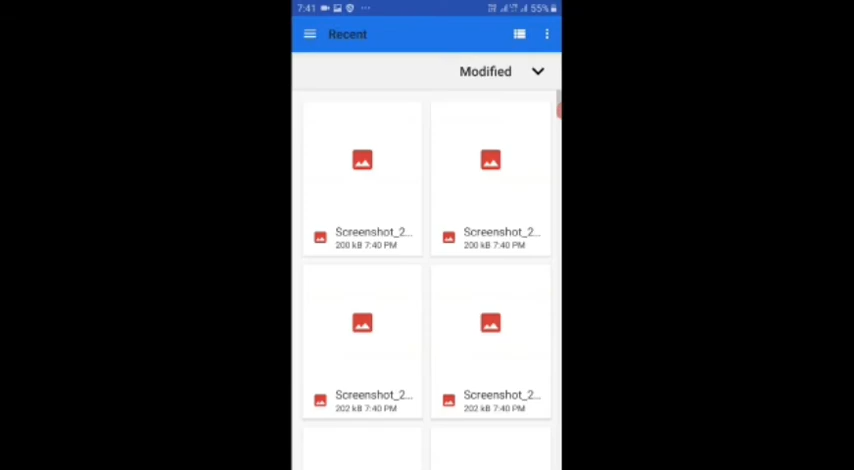 7:41 ... 55%
Recent
Modified
Screenshot_2...
200 kB 7:40 PM
Screenshot_2...
200 kB 7:40 PM
Screenshot_2...
202 kB 7:40 PM
Screenshot_2...
202 kB 7:40 PM